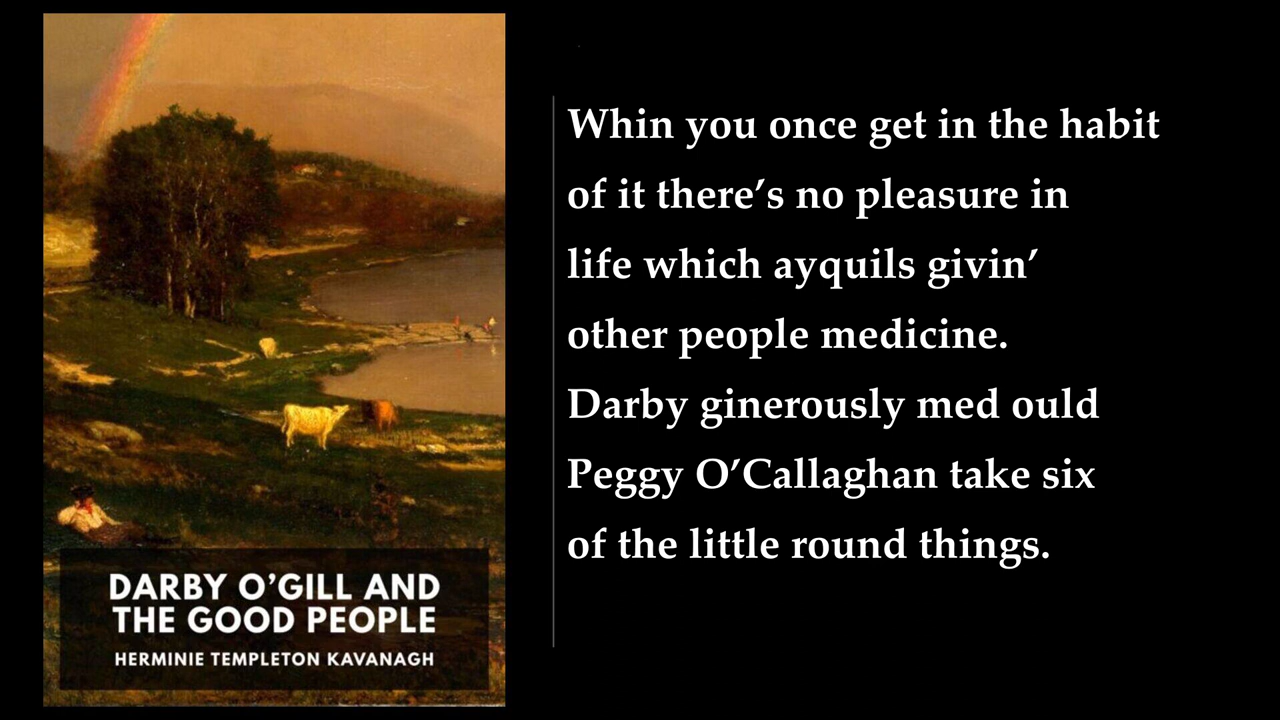 DARBY O’GILL AND
THE GOOD PEOPLE
HERMINIE TEMPLETON KAVANAGH
Whin you once get in the habit
of it there’s no pleasure in
life which ayquils givin’
other people medicine.
Darby ginerously med ould
Peggy O’Callaghan take six
of the little round things.